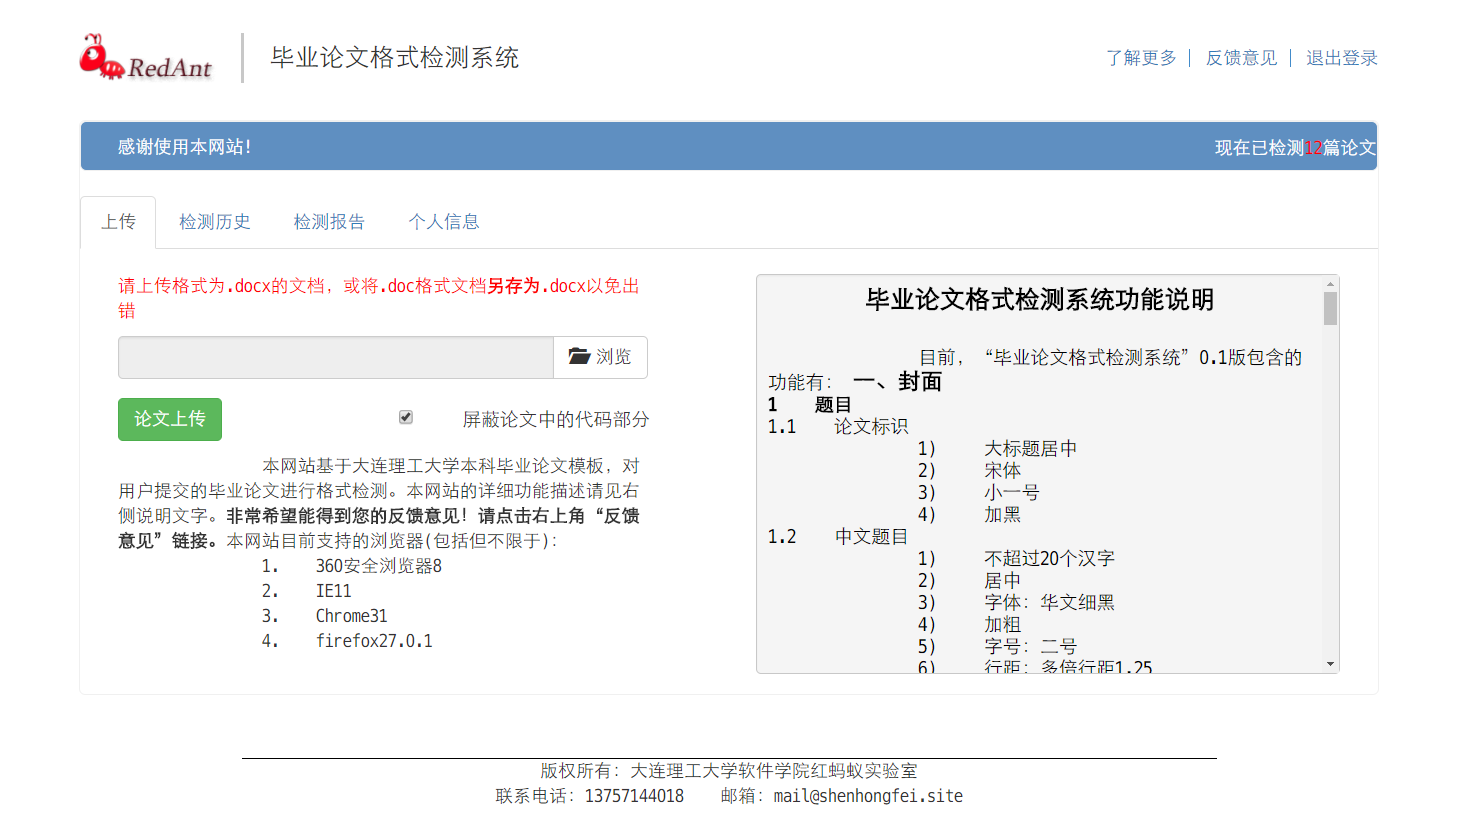 RedAnt
毕业论文格式检测系统
了解更多 | 反馈意见 | 退出登录
感谢使用本网站!
现在已检测12篇论文
上传
检测历史
检测报告
个人信息
请上传格式为.docx的文档，或将.doc格式文档另存为.docx以免出
错
浏览
论文上传
屏蔽论文中的代码部分
本网站基于大连理工大学本科毕业论文模板，对
用户提交的毕业论文进行格式检测。本网站的详细功能描述请见右
侧说明文字。非常希望能得到您的反馈意见！请点击右上角“反馈
意见”链接。本网站目前支持的浏览器(包括但不限于)：
1. 360安全浏览器8
2. IE11
3. Chrome31
4. firefox27.0.1
毕业论文格式检测系统功能说明
目前，“毕业论文格式检测系统”0.1版包含的
功能有： 一、封面
1 题目
1.1 论文标识
1) 大标题居中
2) 宋体
3) 小一号
4) 加黑
1.2 中文题目
1) 不超过20个汉字
2) 居中
3) 字体：华文细黑
4) 加粗
5) 字号：二号
6) 行距：多倍行距1.25
版权所有：大连理工大学软件学院红蚂蚁实验室
联系电话：13757144018 邮箱：mail@shenhongfei.site